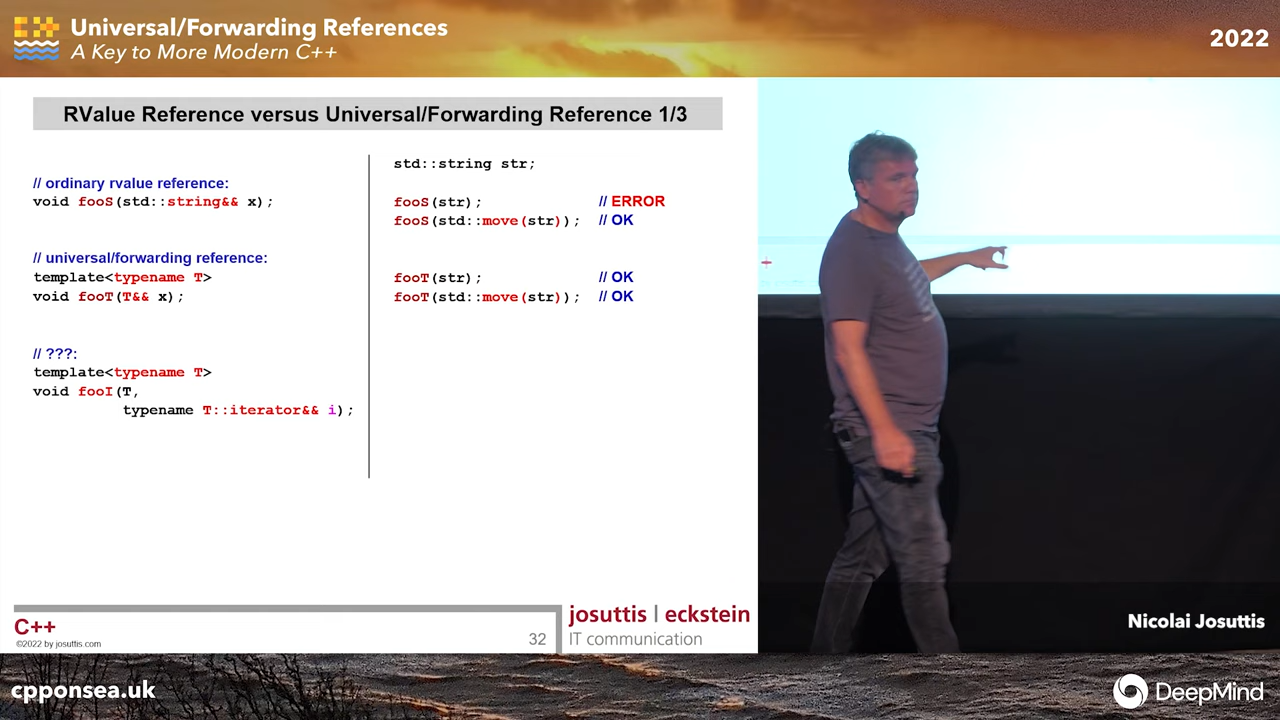 Universal/Forwarding References
A Key to More Modern C++
2022
RValue Reference versus Universal/Forwarding Reference 1/3
// ordinary rvalue reference:
void fooS(std::string&& x);
// universal/forwarding reference:
template<typename T>
void fooT(T&& x);
// ???:
template<typename T>
void fooI(T,
typename T::iterator&& i);
std::string str;
fooS(str); // ERROR
fooS(std::move(str)); // OK
fooT(str); // OK
fooT(std::move(str)); // OK
C++
©2022 by josuttis.com
32
josuttis | eckstein
IT communication
Nicolai Josuttis
cpponsea.uk
DeepMind